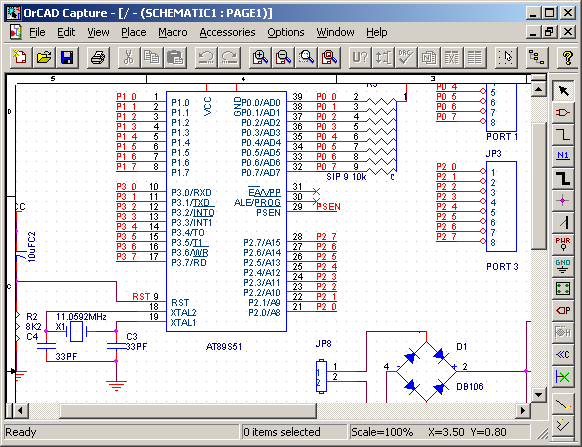 OrCAD Capture - [/ - (SCHEMATIC1 : PAGE1)]
File Edit View Place Macro Accessories Options Window Help
U? DRC
5 4 3
P1 0 1 P1.0 VCC GND P0.0/AD0 39 P0 0 2 1
P1 1 2 P1.1 P0.1/AD1 38 P0 1 3
P1 2 3 P1.2 P0.2/AD2 37 P0 2 4
P1 3 4 P1.3 P0.3/AD3 36 P0 3 5
P1 4 5 P1.4 P0.4/AD4 35 P0 4 6
P1 5 6 P1.5 P0.5/AD5 34 P0 5 7
P1 6 7 P1.6 P0.6/AD6 33 P0 6 8
P1 7 8 P1.7 P0.7/AD7 32 P0 7 9
SIP 9 10k
P0 4 5
P0 5 6
P0 6 7
P0 7 8
PORT 1
JP3
P2 0 1
P2 1 2
P2 2 3
P2 3 4
P2 4 5
P2 5 6
P2 6 7
P2 7 8
PORT 3
P3 0 10 P3.0/RXD EA/VPP 31
P3 1 11 P3.1/TXD ALE/PROG 30
P3 2 12 P3.2/INT0 PSEN 29 PSEN
P3 3 13 P3.3/INT1
P3 4 14 P3.4/TO
P3 5 15 P3.5/T1 P2.7/A15 28 P2 7
P3 6 16 P3.6/WR P2.6/A14 27 P2 6
P3 7 17 P3.7/RD P2.5/A13 26 P2 5
P2.4/A12 25 P2 4
P2.3/A11 24 P2 3
P2.2/A10 23 P2 2
RST 9 RST P2.1/A9 22 P2 1
18 XTAL2 P2.0/A8 21 P2 0
19 XTAL1
AT89S51
CC
10uFC2
R2
8K2
11.0592MHz
X1
C4
33PF
C3
33PF
JP8
1 1
2 2
D1
4 - + 2
DB106
D
C
N1
PWR
GND
Ready 0 items selected Scale=100% X=3.50 Y=0.80